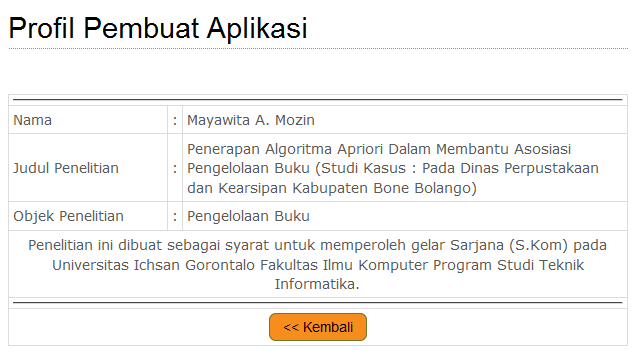 Profil Pembuat Aplikasi
Nama : Mayawita A. Mozin
Judul Penelitian : Penerapan Algoritma Apriori Dalam Membantu Asosiasi
Pengelolaan Buku (Studi Kasus : Pada Dinas Perpustakaan
dan Kearsipan Kabupaten Bone Bolango)
Objek Penelitian : Pengelolaan Buku
Penelitian ini dibuat sebagai syarat untuk memperoleh gelar Sarjana (S.Kom) pada
Universitas Ichsan Gorontalo Fakultas Ilmu Komputer Program Studi Teknik
Informatika.
<< Kembali